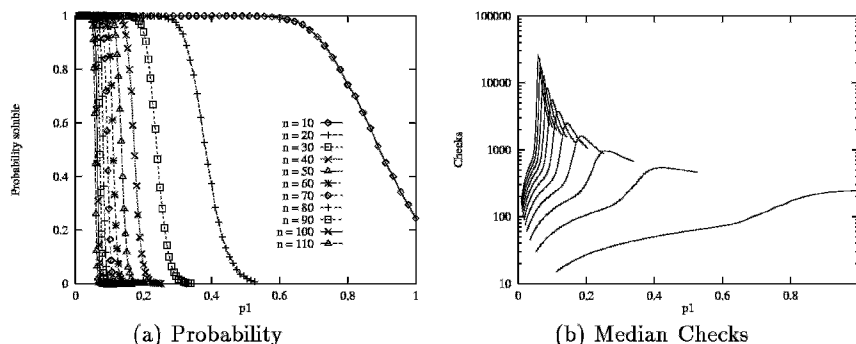 1
0.8
0.6
0.4
0.2
0
Probability soluble
0 0.2 0.4 0.6 0.8 1
p1
n = 10
n = 20
n = 30
n = 40
n = 50
n = 60
n = 70
n = 80
n = 90
n = 100
n = 110
(a) Probability
100000
10000
1000
100
10
Checks
0 0.2 0.4 0.6 0.8
p1
(b) Median Checks